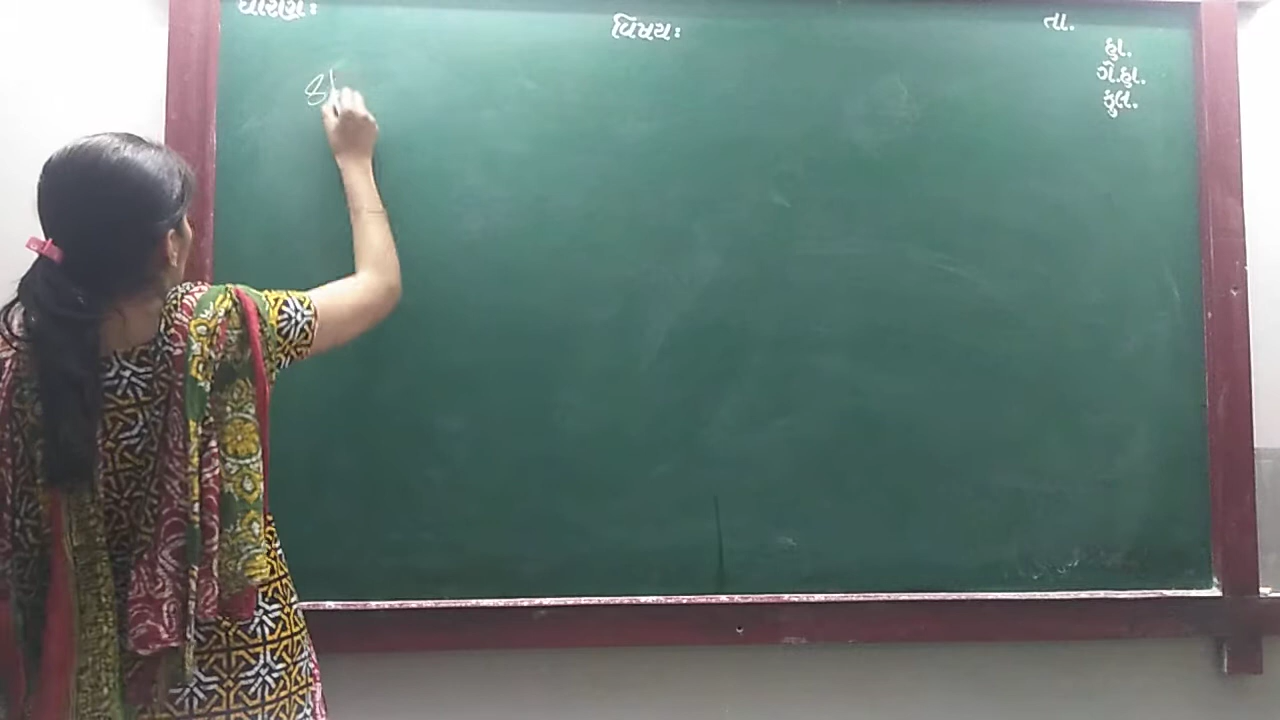 ધોરણ:
વિષય:
તા.
હા.
ગે.હા.
કુલ.